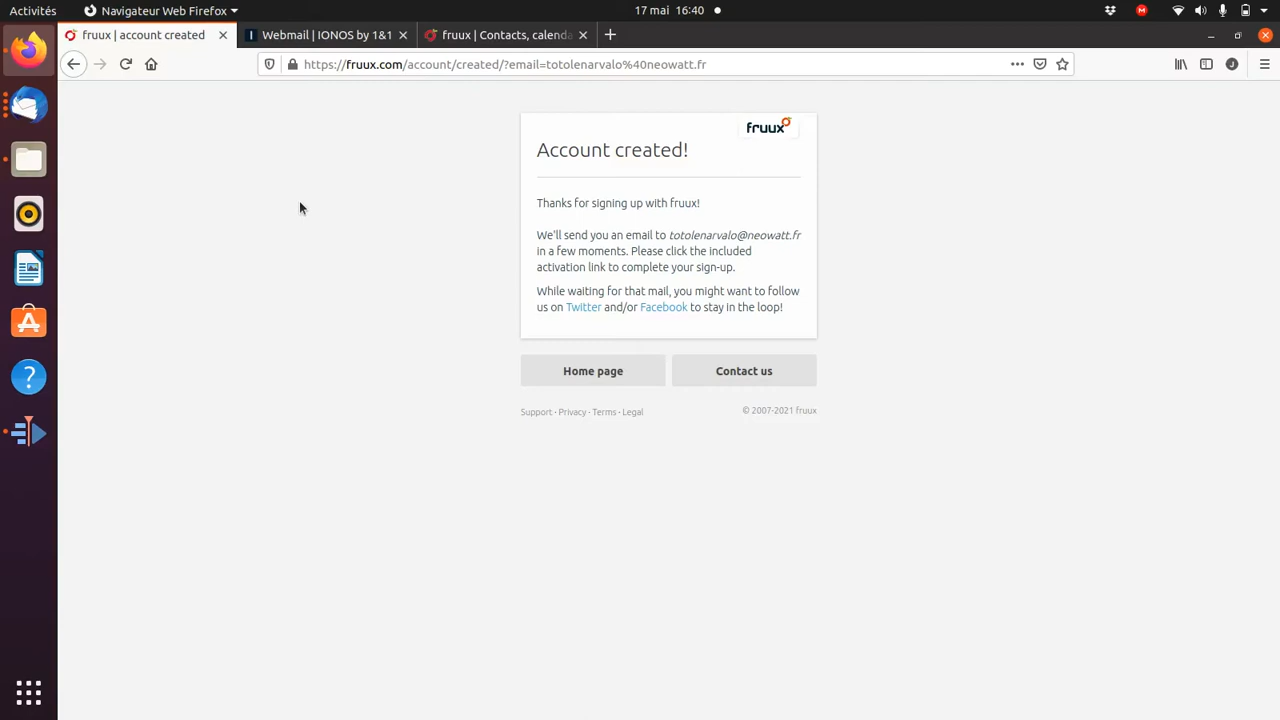 Activités
Navigateur Web Firefox
17 mai 16:40
fruux | account created
Webmail | IONOS by 1&1
fruux | Contacts, calenda
https://fruux.com/account/created/?email=totolenarvalo%40neowatt.fr
fruux
Account created!
Thanks for signing up with fruux!
We'll send you an email to totolenarvalo@neowatt.fr
in a few moments. Please click the included
activation link to complete your sign-up.
While waiting for that mail, you might want to follow
us on Twitter and/or Facebook to stay in the loop!
Home page
Contact us
Support · Privacy · Terms · Legal
© 2007-2021 fruux